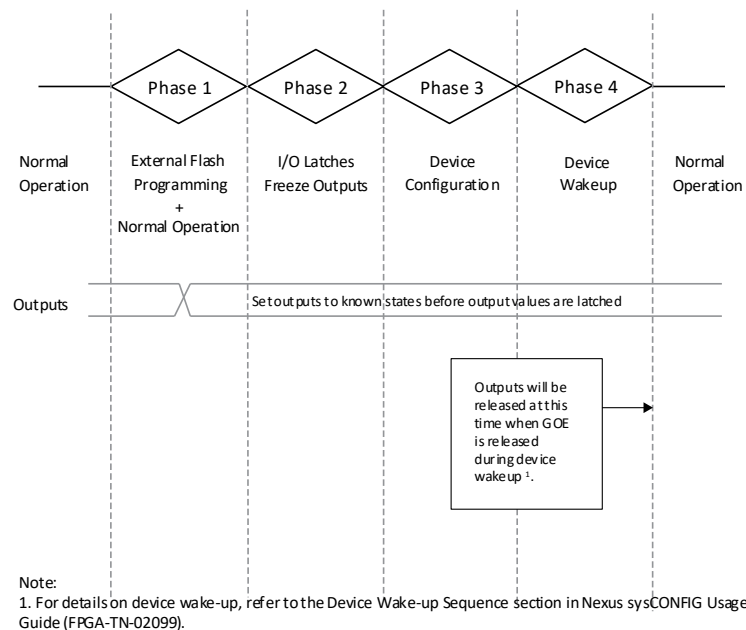 Phase 1
Phase 2
Phase 3
Phase 4
Normal
Operation
External Flash
Programming
+
Normal Operation
I/O Latches
Freeze Outputs
Device
Configuration
Device
Wakeup
Normal
Operation
Outputs
Set outputs to known states before output values are latched
Outputs will be
released at this
time when GOE
is released
during device
wakeup 1.
Note:
1. For details on device wake-up, refer to the Device Wake-up Sequence section in Nexus sysCONFIG Usage
Guide (FPGA-TN-02099).